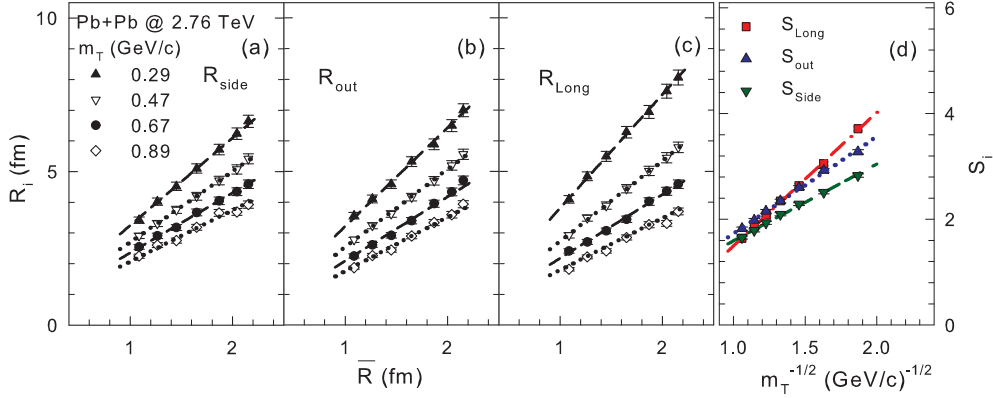 Pb+Pb @ 2.76 TeV
m_T (GeV/c)
0.29
0.47
0.67
0.89
(a)
R_side
(b)
R_out
(c)
R_Long
(d)
S_Long
S_out
S_Side
10
5
0
R_i (fm)
6
4
2
0
S_i
1 2
1 2
1 2
1.0 1.5 2.0
R̅ (fm)
m_T^-1/2 (GeV/c)^-1/2